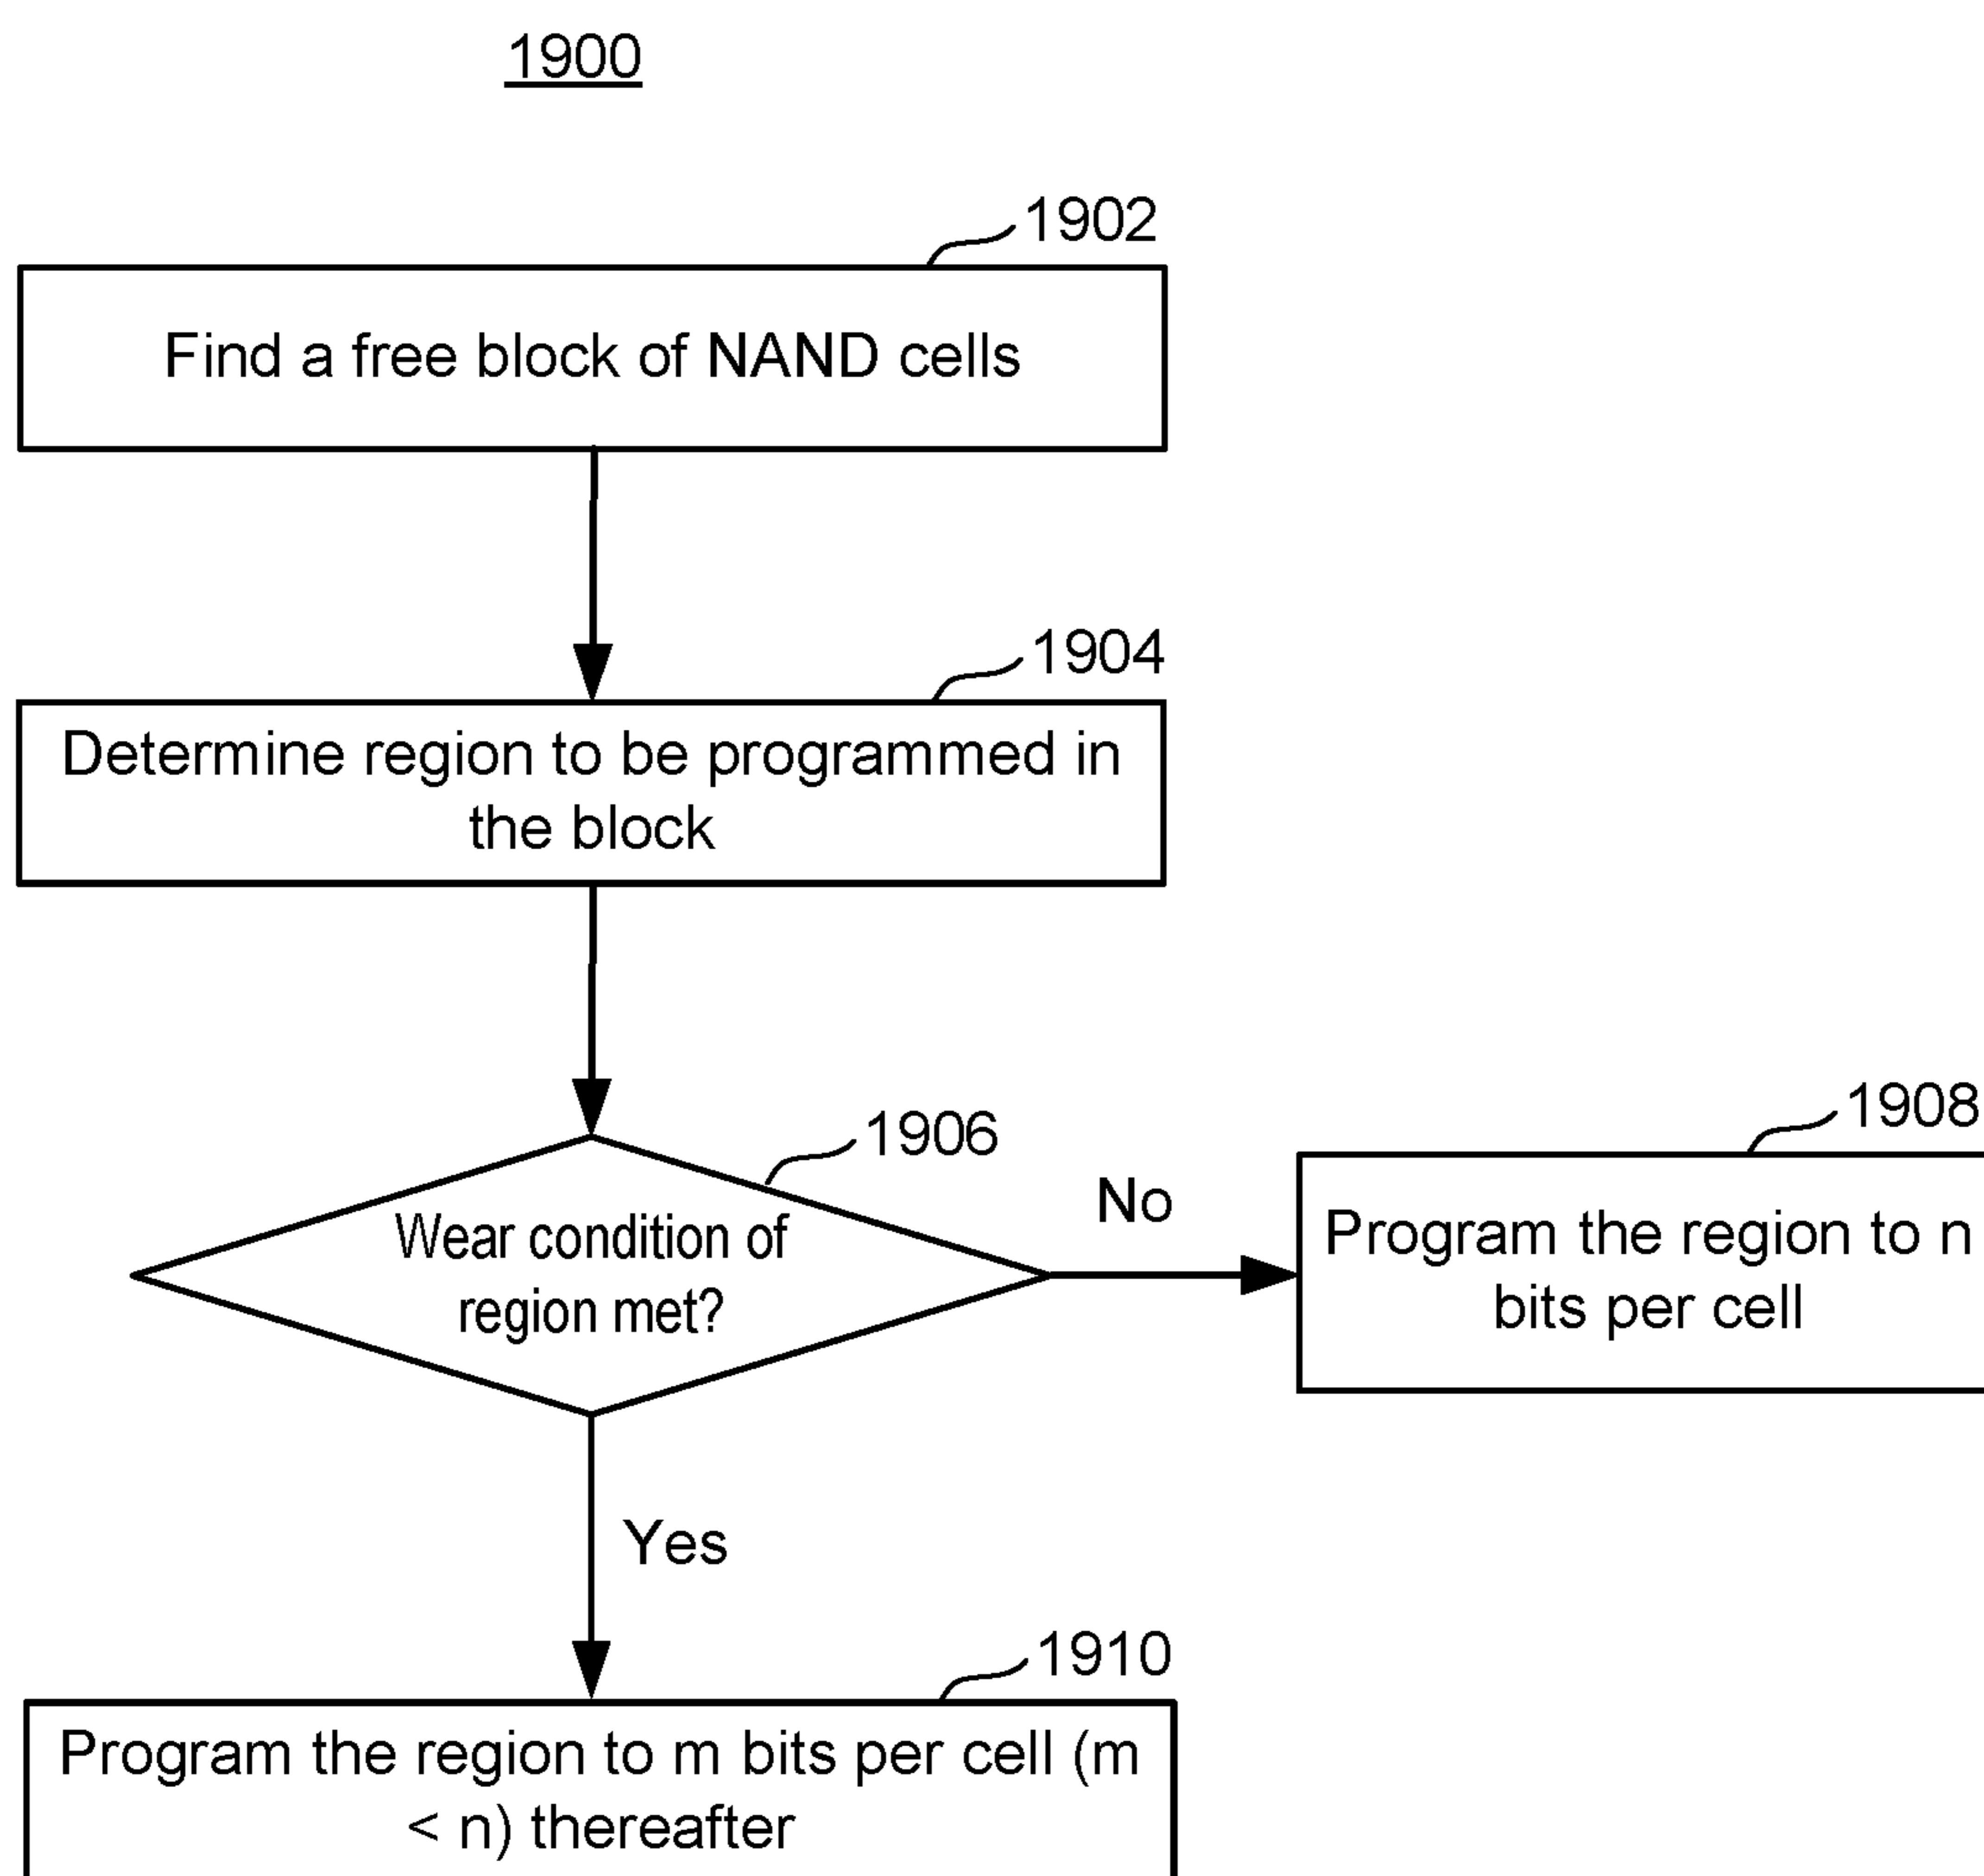 1900
1902
Find a free block of NAND cells
1904
Determine region to be programmed in
the block
1906
Wear condition of
region met?
No
1908
Program the region to n
bits per cell
Yes
1910
Program the region to m bits per cell (m
< n) thereafter